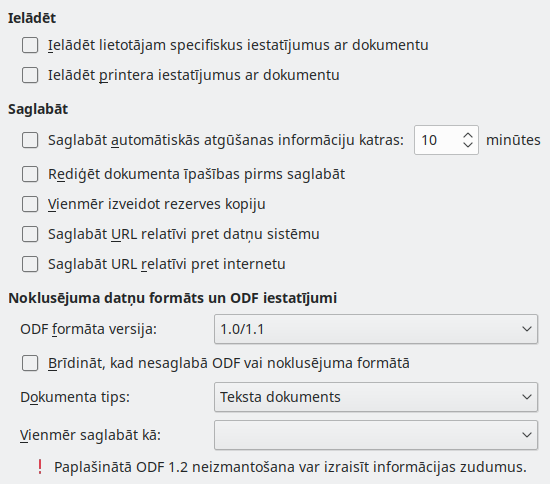 Ielādēt
Ielādēt lietotājam specifiskus iestatījumus ar dokumentu
Ielādēt printera iestatījumus ar dokumentu
Saglabāt
Saglabāt automātiskās atgūšanas informāciju katras: 10 minūtes
Rediģēt dokumenta īpašības pirms saglabāt
Vienmēr izveidot rezerves kopiju
Saglabāt URL relatīvi pret datņu sistēmu
Saglabāt URL relatīvi pret internetu
Noklusējuma datņu formāts un ODF iestatījumi
ODF formāta versija: 1.0/1.1
Brīdināt, kad nesaglabā ODF vai noklusējuma formātā
Dokumenta tips: Teksta dokuments
Vienmēr saglabāt kā:
! Paplašinātā ODF 1.2 neizmantošana var izraisīt informācijas zudumus.